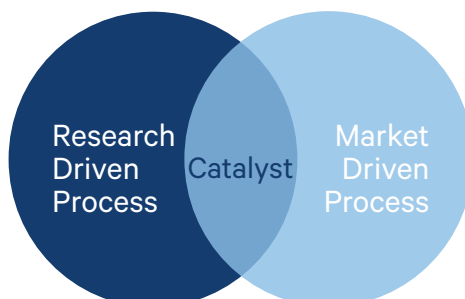 Research
Driven
Process
Catalyst
Market
Driven
Process